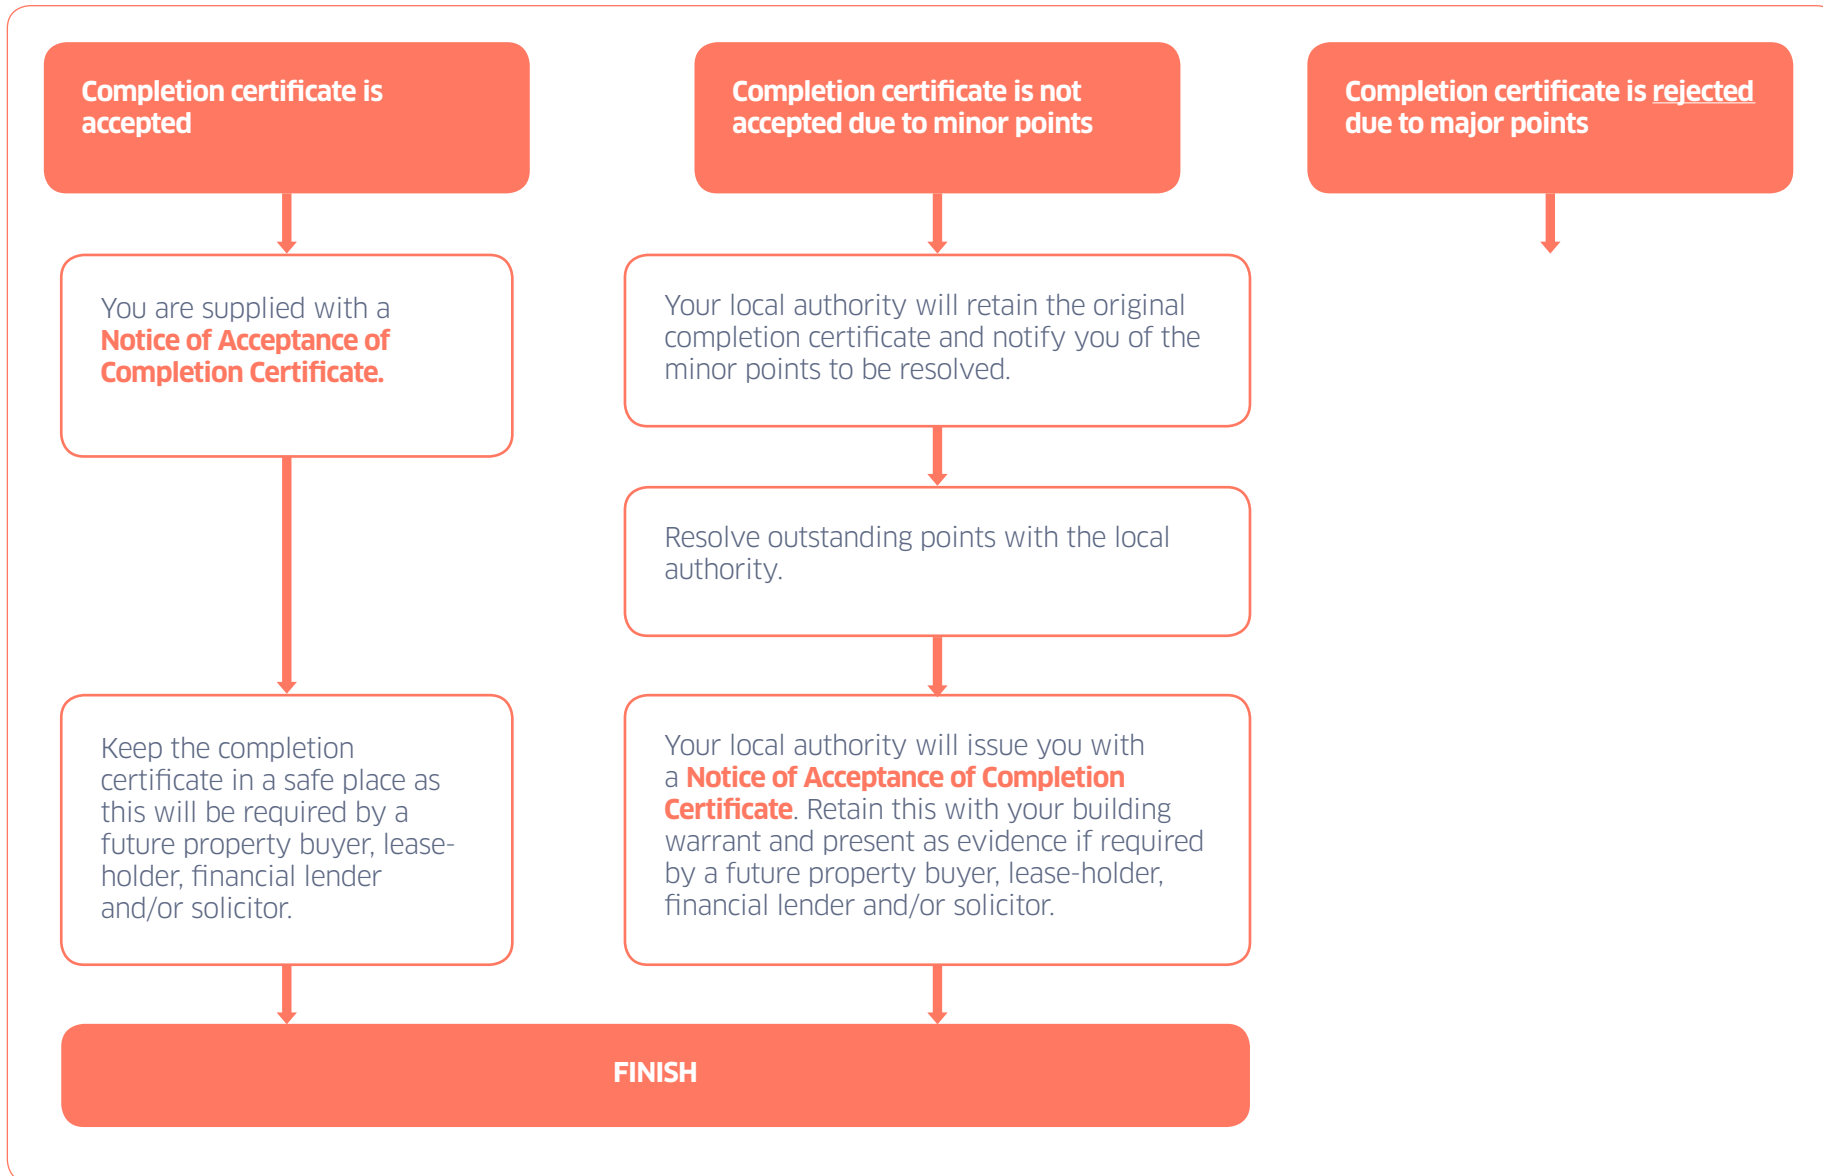 Completion certificate is
accepted
Completion certificate is not
accepted due to minor points
Completion certificate is rejected
due to major points
You are supplied with a
Notice of Acceptance of
Completion Certificate.
Your local authority will retain the original
completion certificate and notify you of the
minor points to be resolved.
Resolve outstanding points with the local
authority.
Keep the completion
certificate in a safe place as
this will be required by a
future property buyer, lease-
holder, financial lender
and/or solicitor.
Your local authority will issue you with
a Notice of Acceptance of Completion
Certificate. Retain this with your building
warrant and present as evidence if required
by a future property buyer, lease-holder,
financial lender and/or solicitor.
FINISH